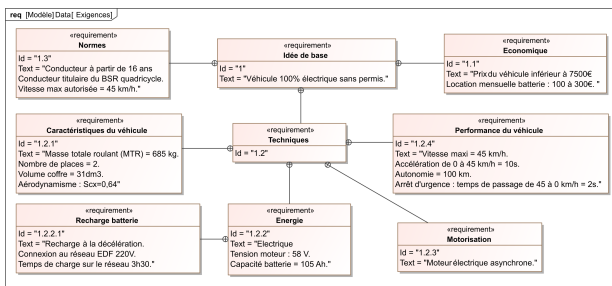 req [Modèle]Data[ Exigences]
«requirement»
Normes
Id = "1.3"
Text = "Conducteur à partir de 16 ans
Conducteur titulaire du BSR quadricycle.
Vitesse max autorisée = 45 km/h."
«requirement»
Idée de base
Id = "1"
Text = "Véhicule 100% électrique sans permis."
«requirement»
Economique
Id = "1.1"
Text = "Prix du véhicule inférieur à 7500€
Location mensuelle batterie : 100 à 300€. "
«requirement»
Caractéristiques du véhicule
Id = "1.2.1"
Text = "Masse totale roulant (MTR) = 685 kg.
Nombre de places = 2.
Volume coffre = 31dm3.
Aérodynamisme : Scx=0,64"
«requirement»
Techniques
Id = "1.2"
«requirement»
Performance du véhicule
Id = "1.2.4"
Text = "Vitesse maxi = 45 km/h.
Accélération de 0 à 45 km/h = 10s.
Autonomie = 100 km.
Arrêt d'urgence : temps de passage de 45 à 0 km/h = 2s."
«requirement»
Recharge batterie
Id = "1.2.2.1"
Text = "Recharge à la décélération.
Connexion au réseau EDF 220V.
Temps de charge sur le réseau 3h30."
«requirement»
Energie
Id = "1.2.2"
Text = "Electrique
Tension moteur : 58 V.
Capacité batterie = 105 Ah."
«requirement»
Motorisation
Id = "1.2.3"
Text = "Moteur électrique asynchrone."